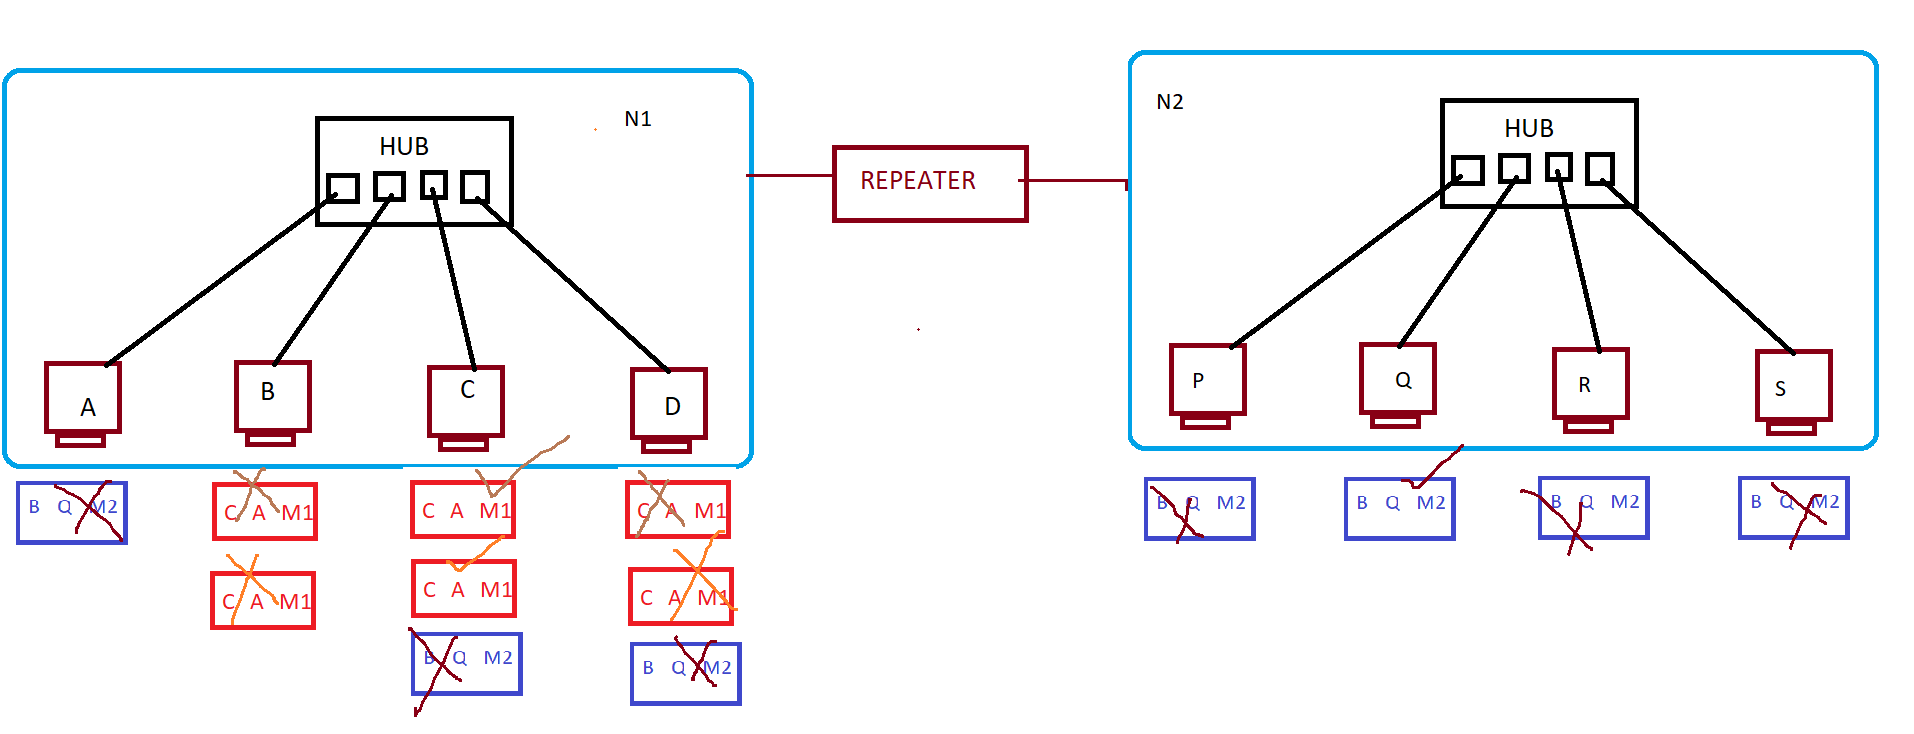 N1
HUB
REPEATER
N2
HUB
A
B
C
D
P
Q
R
S
B Q M2
C A M1
C A M1
C A M1
B Q M2
B Q M2
B Q M2
B Q M2
C A M1
C A M1
C A M1
B Q M2
B Q M2